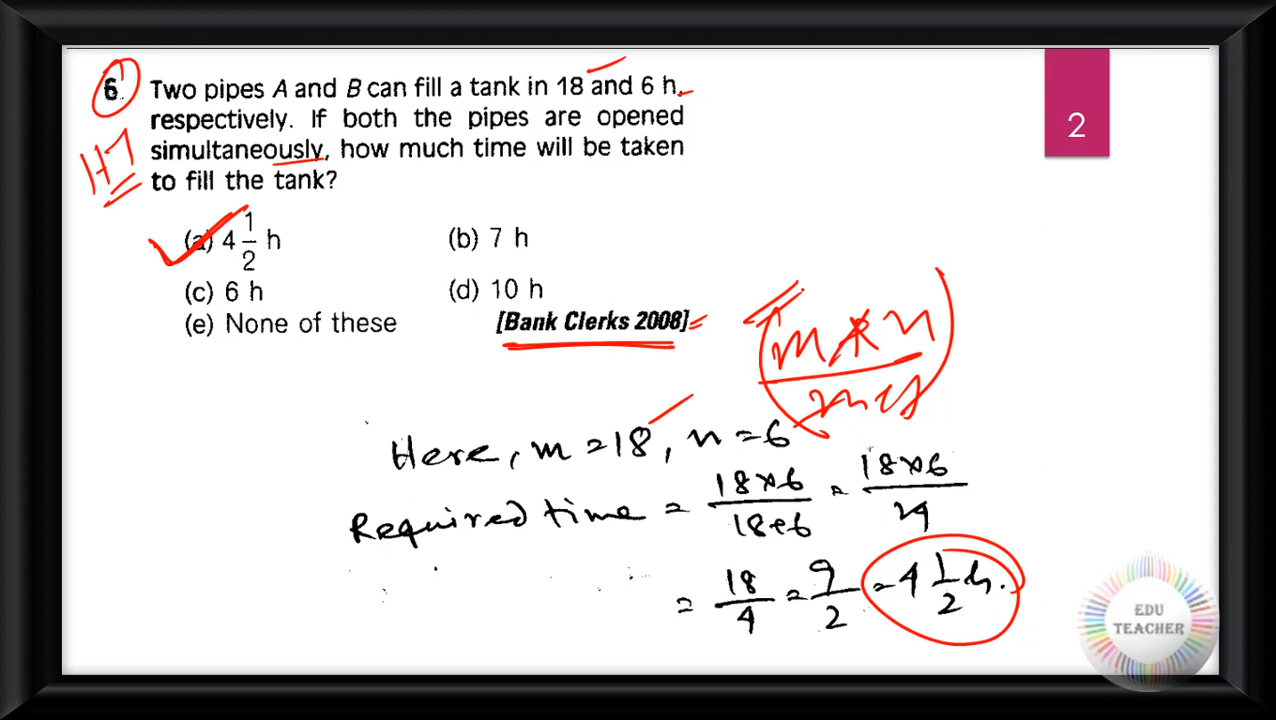 2
6. Two pipes A and B can fill a tank in 18 and 6 h,
respectively. If both the pipes are opened
simultaneously, how much time will be taken
to fill the tank?
(a) 4 1/2 h (b) 7 h
(c) 6 h (d) 10 h
(e) None of these [Bank Clerks 2008]
m * n
Here, m = 18, n = 6
Required time = 18×6/18+6 = 18×6/24
= 18/4 = 9/2 = 4 1/2 h.
EDU
TEACHER